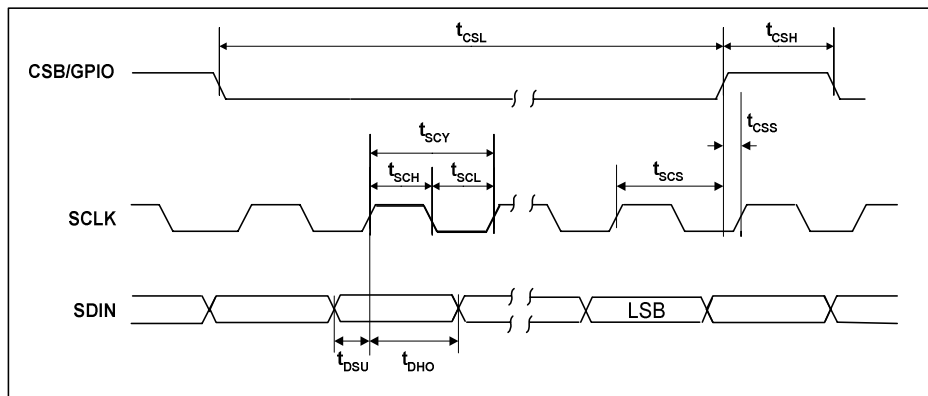 tCSL
tCSH
CSB/GPIO
tCSS
tSCY
tSCH
tSCL
tSCS
SCLK
SDIN
LSB
tDSU
tDHO